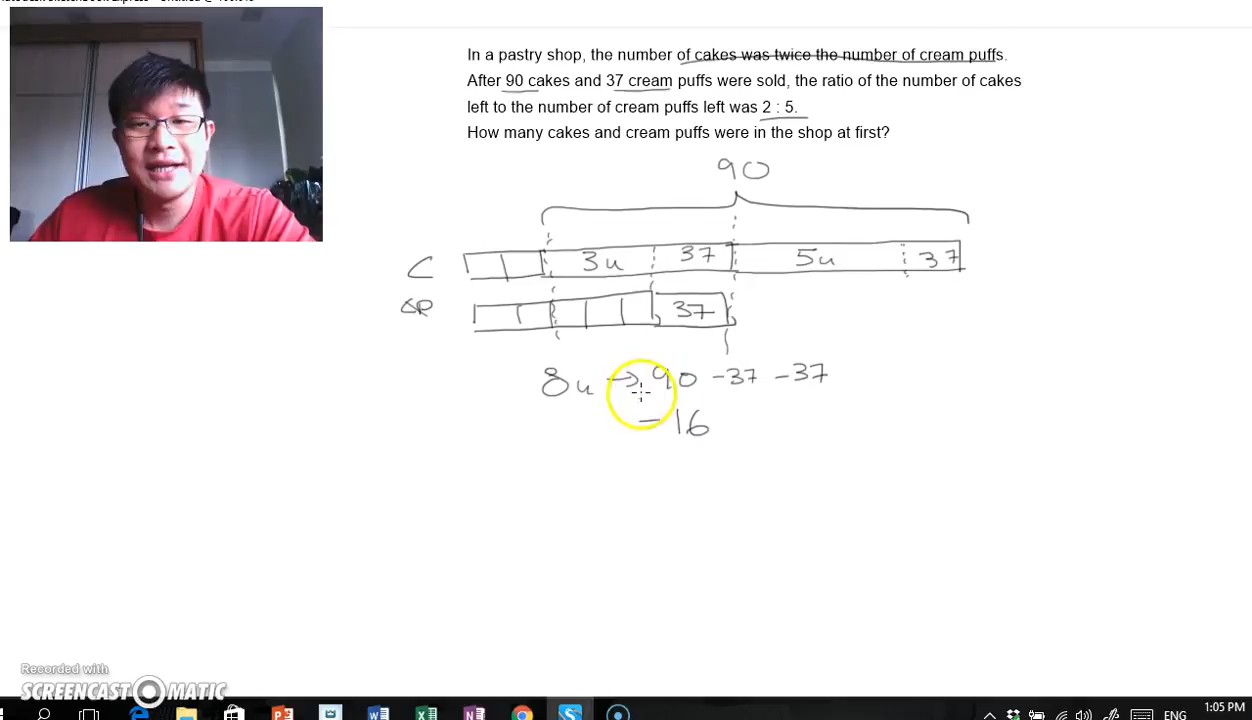 In a pastry shop, the number of cakes was twice the number of cream puffs.
After 90 cakes and 37 cream puffs were sold, the ratio of the number of cakes
left to the number of cream puffs left was 2 : 5.
How many cakes and cream puffs were in the shop at first?
90
C 3u 37 5u 37
37
8u → 90 -37 -37
= 16
Recorded with
SCREENCAST MATIC
1:05 PM
ENG